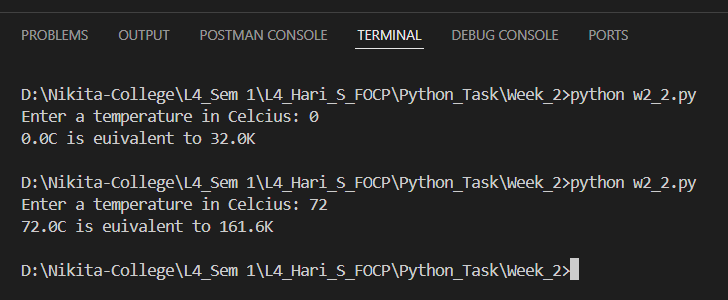 PROBLEMS OUTPUT POSTMAN CONSOLE TERMINAL DEBUG CONSOLE PORTS
D:\Nikita-College\L4_Sem 1\L4_Hari_S_FOCP\Python_Task\Week_2>python w2_2.py
Enter a temperature in Celcius: 0
0.0C is euivalent to 32.0K
D:\Nikita-College\L4_Sem 1\L4_Hari_S_FOCP\Python_Task\Week_2>python w2_2.py
Enter a temperature in Celcius: 72
72.0C is euivalent to 161.6K
D:\Nikita-College\L4_Sem 1\L4_Hari_S_FOCP\Python_Task\Week_2>